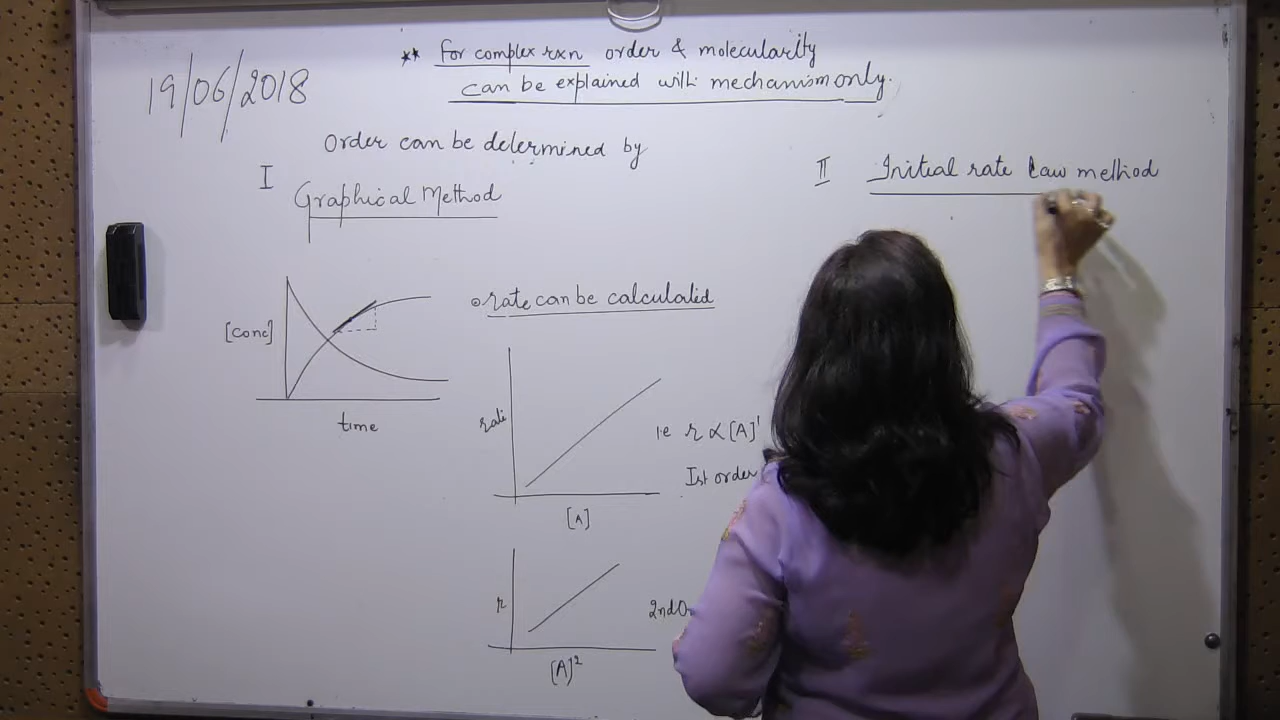 ** For complex rxn order & molecularity
can be explained with mechanism only.
19/06/2018
Order can be determined by
I Graphical Method
[conc]
time
rate can be calculated
rate
[A]
i.e r ∝ [A]¹
Ist order
r
[A]²
2nd O
II Initial rate law method